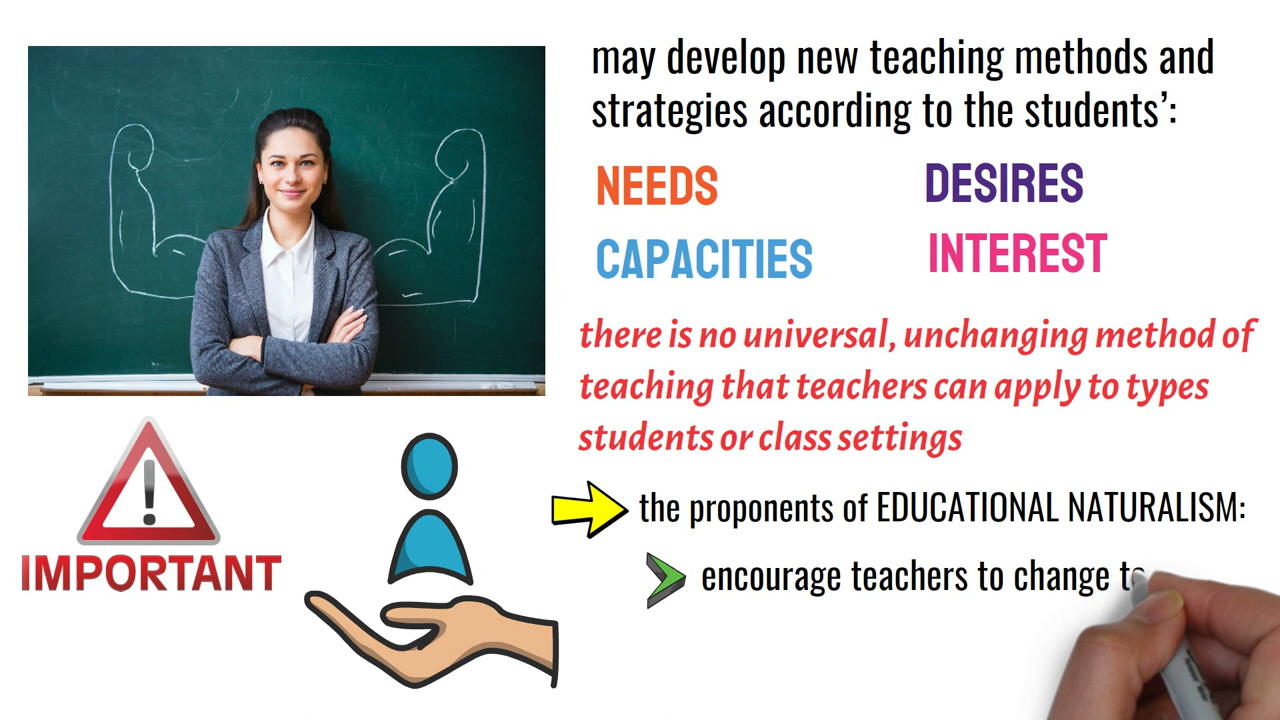 may develop new teaching methods and
strategies according to the students’:
NEEDS
DESIRES
CAPACITIES
INTEREST
there is no universal, unchanging method of
teaching that teachers can apply to types
students or class settings
IMPORTANT
the proponents of EDUCATIONAL NATURALISM:
encourage teachers to change